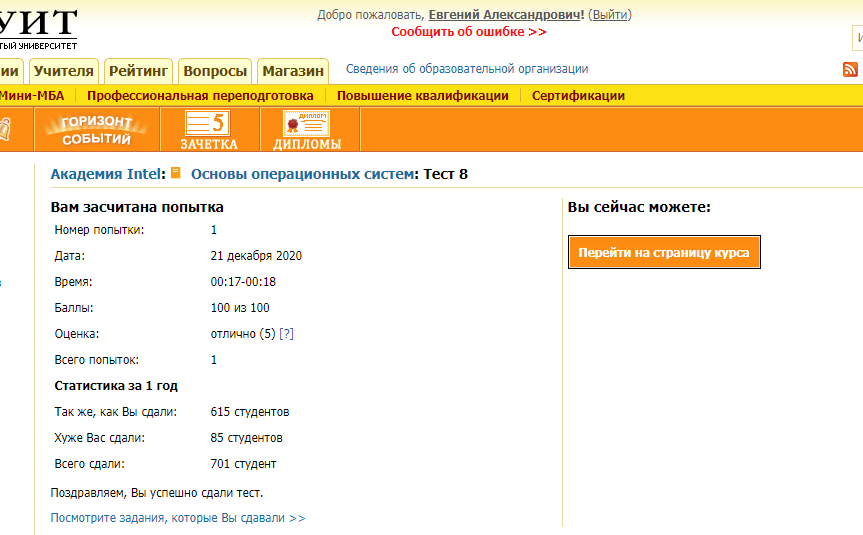 УИТ
ТЫЙ УНИВЕРСИТЕТ
Добро пожаловать, Евгений Александрович! (Выйти)
Сообщить об ошибке >>
ии
Учителя
Рейтинг
Вопросы
Магазин
Сведения об образовательной организации
Мини-МБА
Профессиональная переподготовка
Повышение квалификации
Сертификации
ГОРИЗОНТ
СОБЫТИЙ
5
ЗАЧЕТКА
ДИПЛОМ
ДИПЛОМЫ
Академия Intel: Основы операционных систем: Тест 8
Вам засчитана попытка
Номер попытки: 1
Дата: 21 декабря 2020
Время: 00:17-00:18
Баллы: 100 из 100
Оценка: отлично (5) [?]
Всего попыток: 1
Статистика за 1 год
Так же, как Вы сдали: 615 студентов
Хуже Вас сдали: 85 студентов
Всего сдали: 701 студент
Поздравляем, Вы успешно сдали тест.
Посмотрите задания, которые Вы сдавали >>
Вы сейчас можете:
Перейти на страницу курса